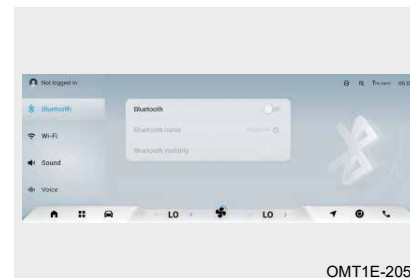 Not logged in
Bluetooth
Bluetooth
Bluetooth name
Bluetooth visibility
Wi-Fi
Sound
Voice
LO
LO
OMT1E-205